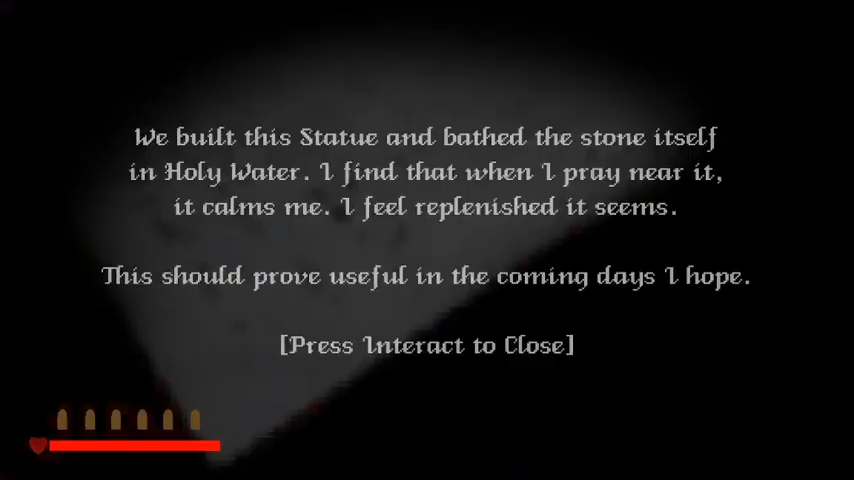 We built this Statue and bathed the stone itself
in Holy Water. I find that when I pray near it,
it calms me. I feel replenished it seems.
This should prove useful in the coming days I hope.
[Press Interact to Close]